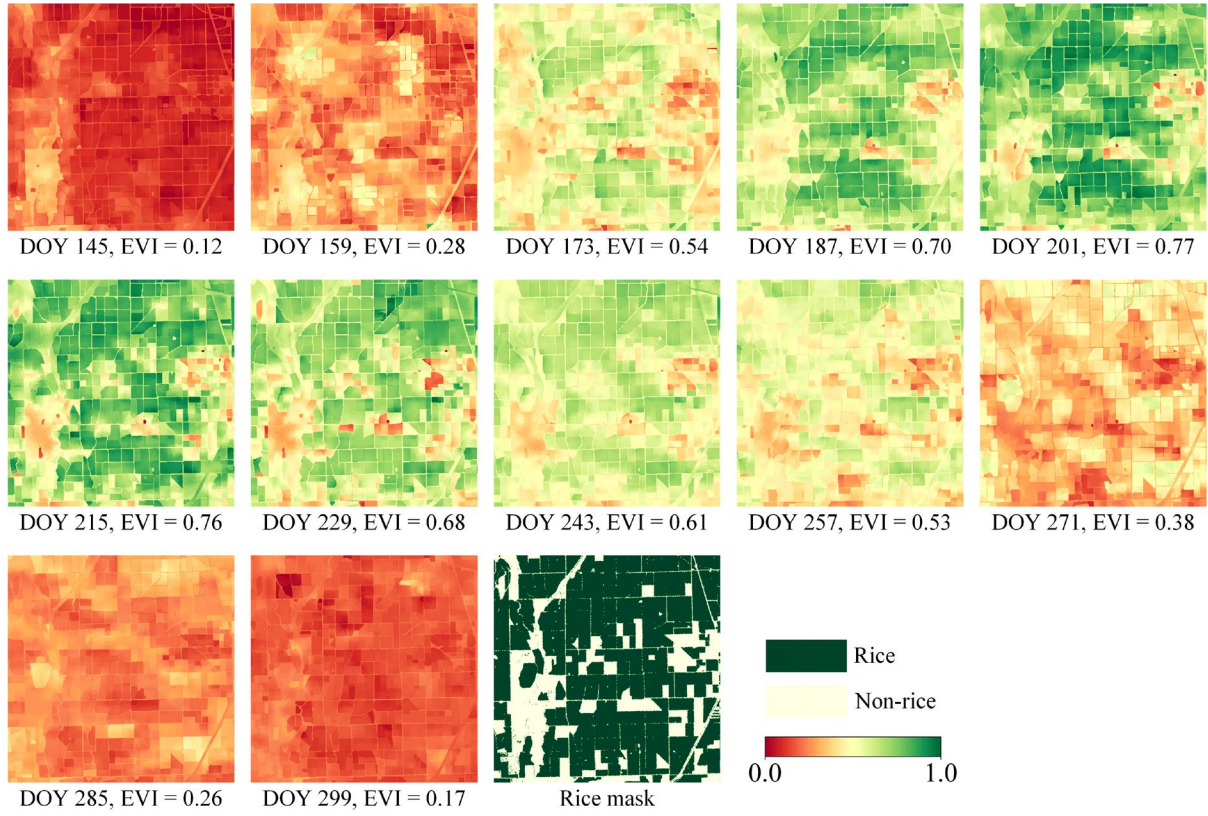 DOY 145, EVI = 0.12
DOY 159, EVI = 0.28
DOY 173, EVI = 0.54
DOY 187, EVI = 0.70
DOY 201, EVI = 0.77
DOY 215, EVI = 0.76
DOY 229, EVI = 0.68
DOY 243, EVI = 0.61
DOY 257, EVI = 0.53
DOY 271, EVI = 0.38
DOY 285, EVI = 0.26
DOY 299, EVI = 0.17
Rice mask
Rice
Non-rice
0.0
1.0